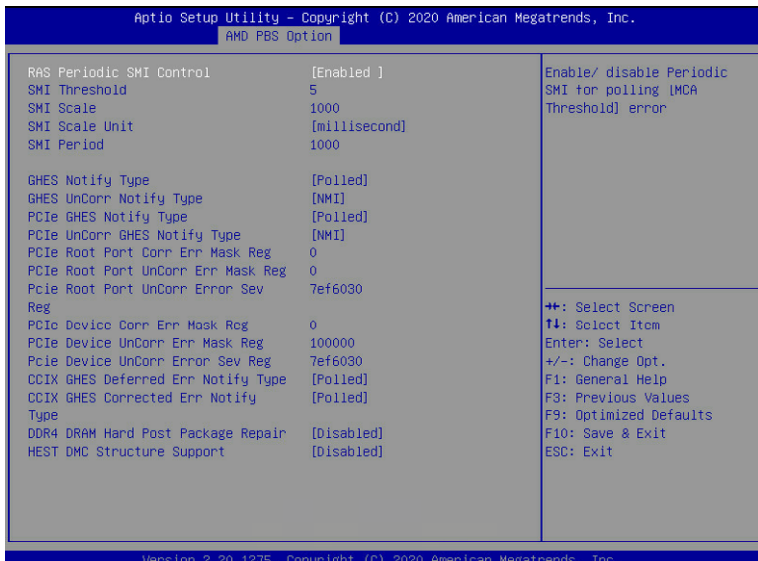 Aptio Setup Utility – Copyright (C) 2020 American Megatrends, Inc.
AMD PBS Option
RAS Periodic SMI Control [Enabled ]
SMI Threshold 5
SMI Scale 1000
SMI Scale Unit [millisecond]
SMI Period 1000
GHES Notify Type [Polled]
GHES UnCorr Notify Type [NMI]
PCIe GHES Notify Type [Polled]
PCIe UnCorr GHES Notify Type [NMI]
PCIe Root Port Corr Err Mask Reg 0
PCIe Root Port UnCorr Err Mask Reg 0
Pcie Root Port UnCorr Error Sev 7ef6030
Reg
PCIe Device Corr Err Mask Reg 0
PCIe Device UnCorr Err Mask Reg 100000
Pcie Device UnCorr Error Sev Reg 7ef6030
CCIX GHES Deferred Err Notify Type [Polled]
CCIX GHES Corrected Err Notify [Polled]
Type
DDR4 DRAM Hard Post Package Repair [Disabled]
HEST DMC Structure Support [Disabled]
Enable/ disable Periodic
SMI for polling [MCA
Threshold] error
→←: Select Screen
↑↓: Select Item
Enter: Select
+/-: Change Opt.
F1: General Help
F3: Previous Values
F9: Optimized Defaults
F10: Save & Exit
ESC: Exit
Version 2.20.1275. Copyright (C) 2020 American Megatrends, Inc.